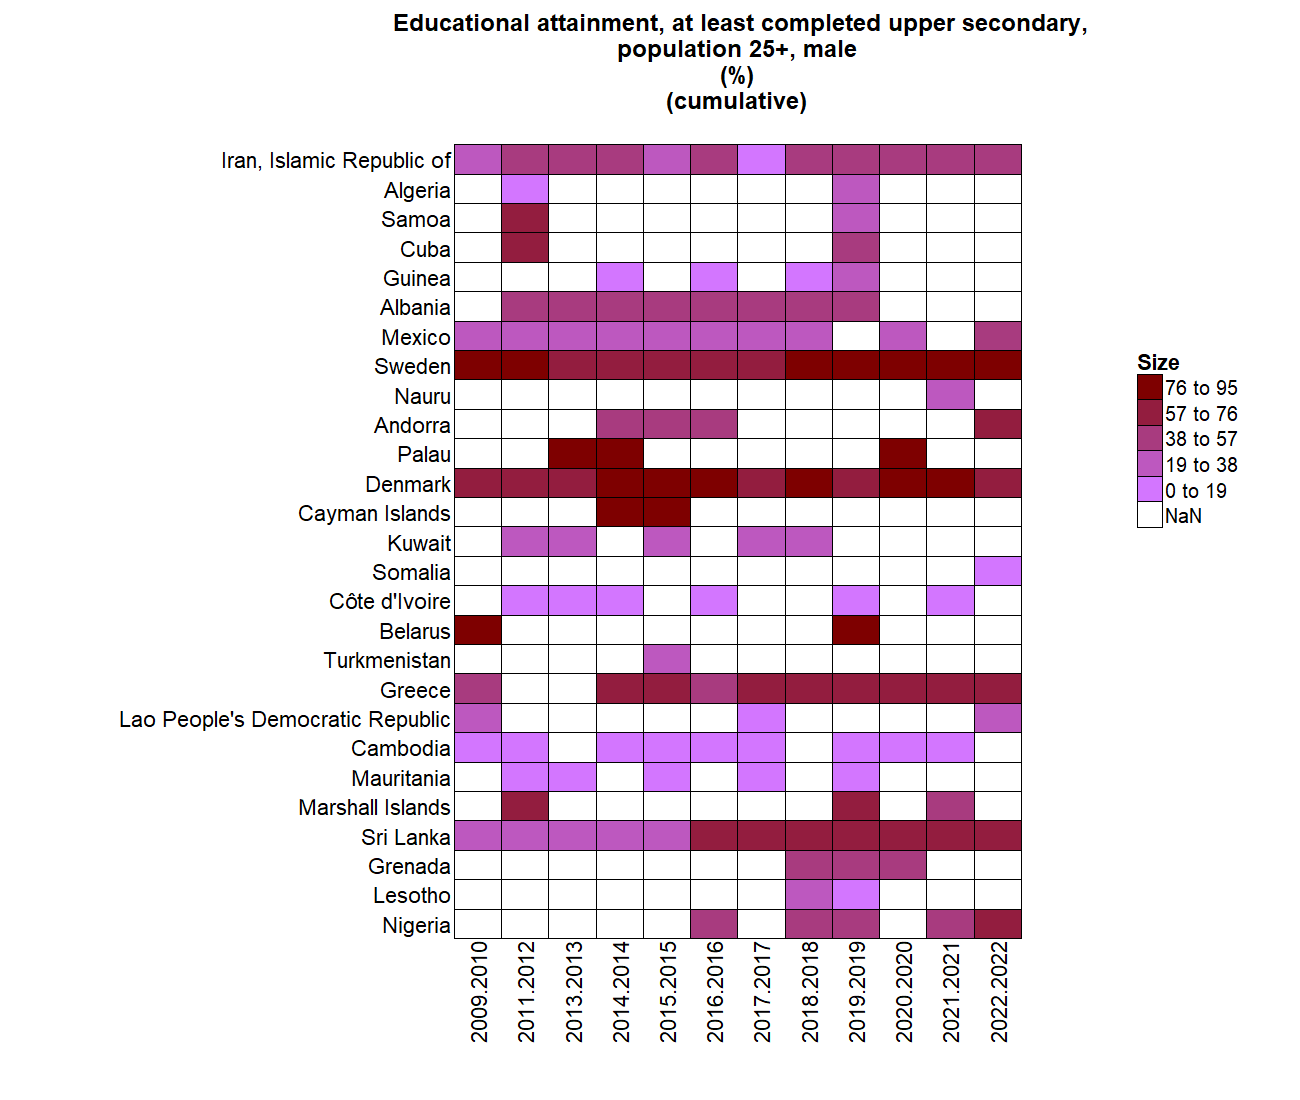 Educational attainment, at least completed upper secondary,
population 25+, male
(%)
(cumulative)
Iran, Islamic Republic of
Algeria
Samoa
Cuba
Guinea
Albania
Mexico
Sweden
Nauru
Andorra
Palau
Denmark
Cayman Islands
Kuwait
Somalia
Côte d'Ivoire
Belarus
Turkmenistan
Greece
Lao People's Democratic Republic
Cambodia
Mauritania
Marshall Islands
Sri Lanka
Grenada
Lesotho
Nigeria
2009.2010
2011.2012
2013.2013
2014.2014
2015.2015
2016.2016
2017.2017
2018.2018
2019.2019
2020.2020
2021.2021
2022.2022
Size
76 to 95
57 to 76
38 to 57
19 to 38
0 to 19
NaN